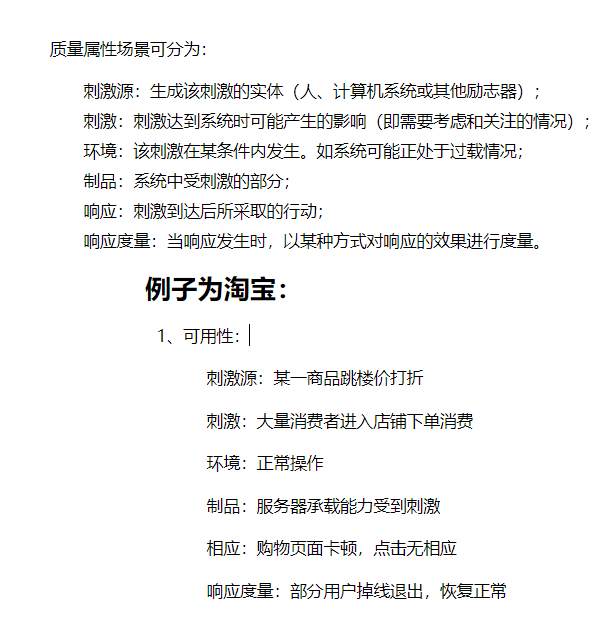 质量属性场景可分为：
刺激源：生成该刺激的实体（人、计算机系统或其他励志器）；
刺激：刺激达到系统时可能产生的影响（即需要考虑和关注的情况）；
环境：该刺激在某条件内发生。如系统可能正处于过载情况；
制品：系统中受刺激的部分；
响应：刺激到达后所采取的行动；
响应度量：当响应发生时，以某种方式对响应的效果进行度量。
例子为淘宝：
1、可用性：
刺激源：某一商品跳楼价打折
刺激：大量消费者进入店铺下单消费
环境：正常操作
制品：服务器承载能力受到刺激
相应：购物页面卡顿，点击无相应
响应度量：部分用户掉线退出，恢复正常